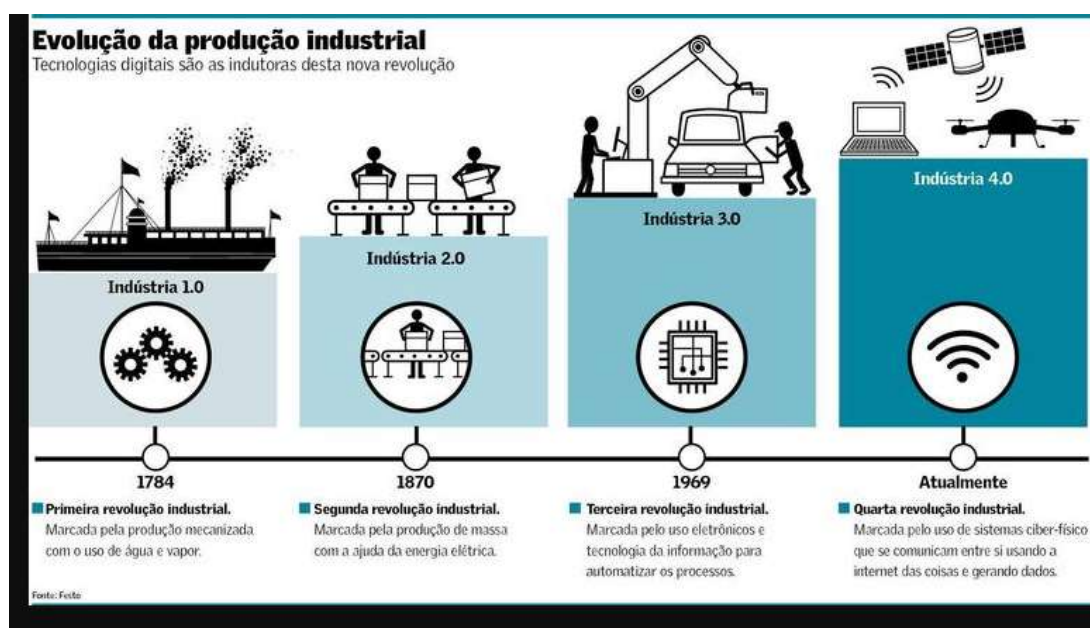 Evolução da produção industrial
Tecnologias digitais são as indutoras desta nova revolução
Indústria 1.0
Indústria 2.0
Indústria 3.0
Indústria 4.0
1784
1870
1969
Atualmente
Primeira revolução industrial.
Marcada pela produção mecanizada
com o uso de água e vapor.
Segunda revolução industrial.
Marcada pela produção de massa
com a ajuda da energia elétrica.
Terceira revolução industrial.
Marcada pelo uso eletrônicos e
tecnologia da informação para
automatizar os processos.
Quarta revolução industrial.
Marcada pelo uso de sistemas ciber-físico
que se comunicam entre si usando a
internet das coisas e gerando dados.
Fonte: Festo